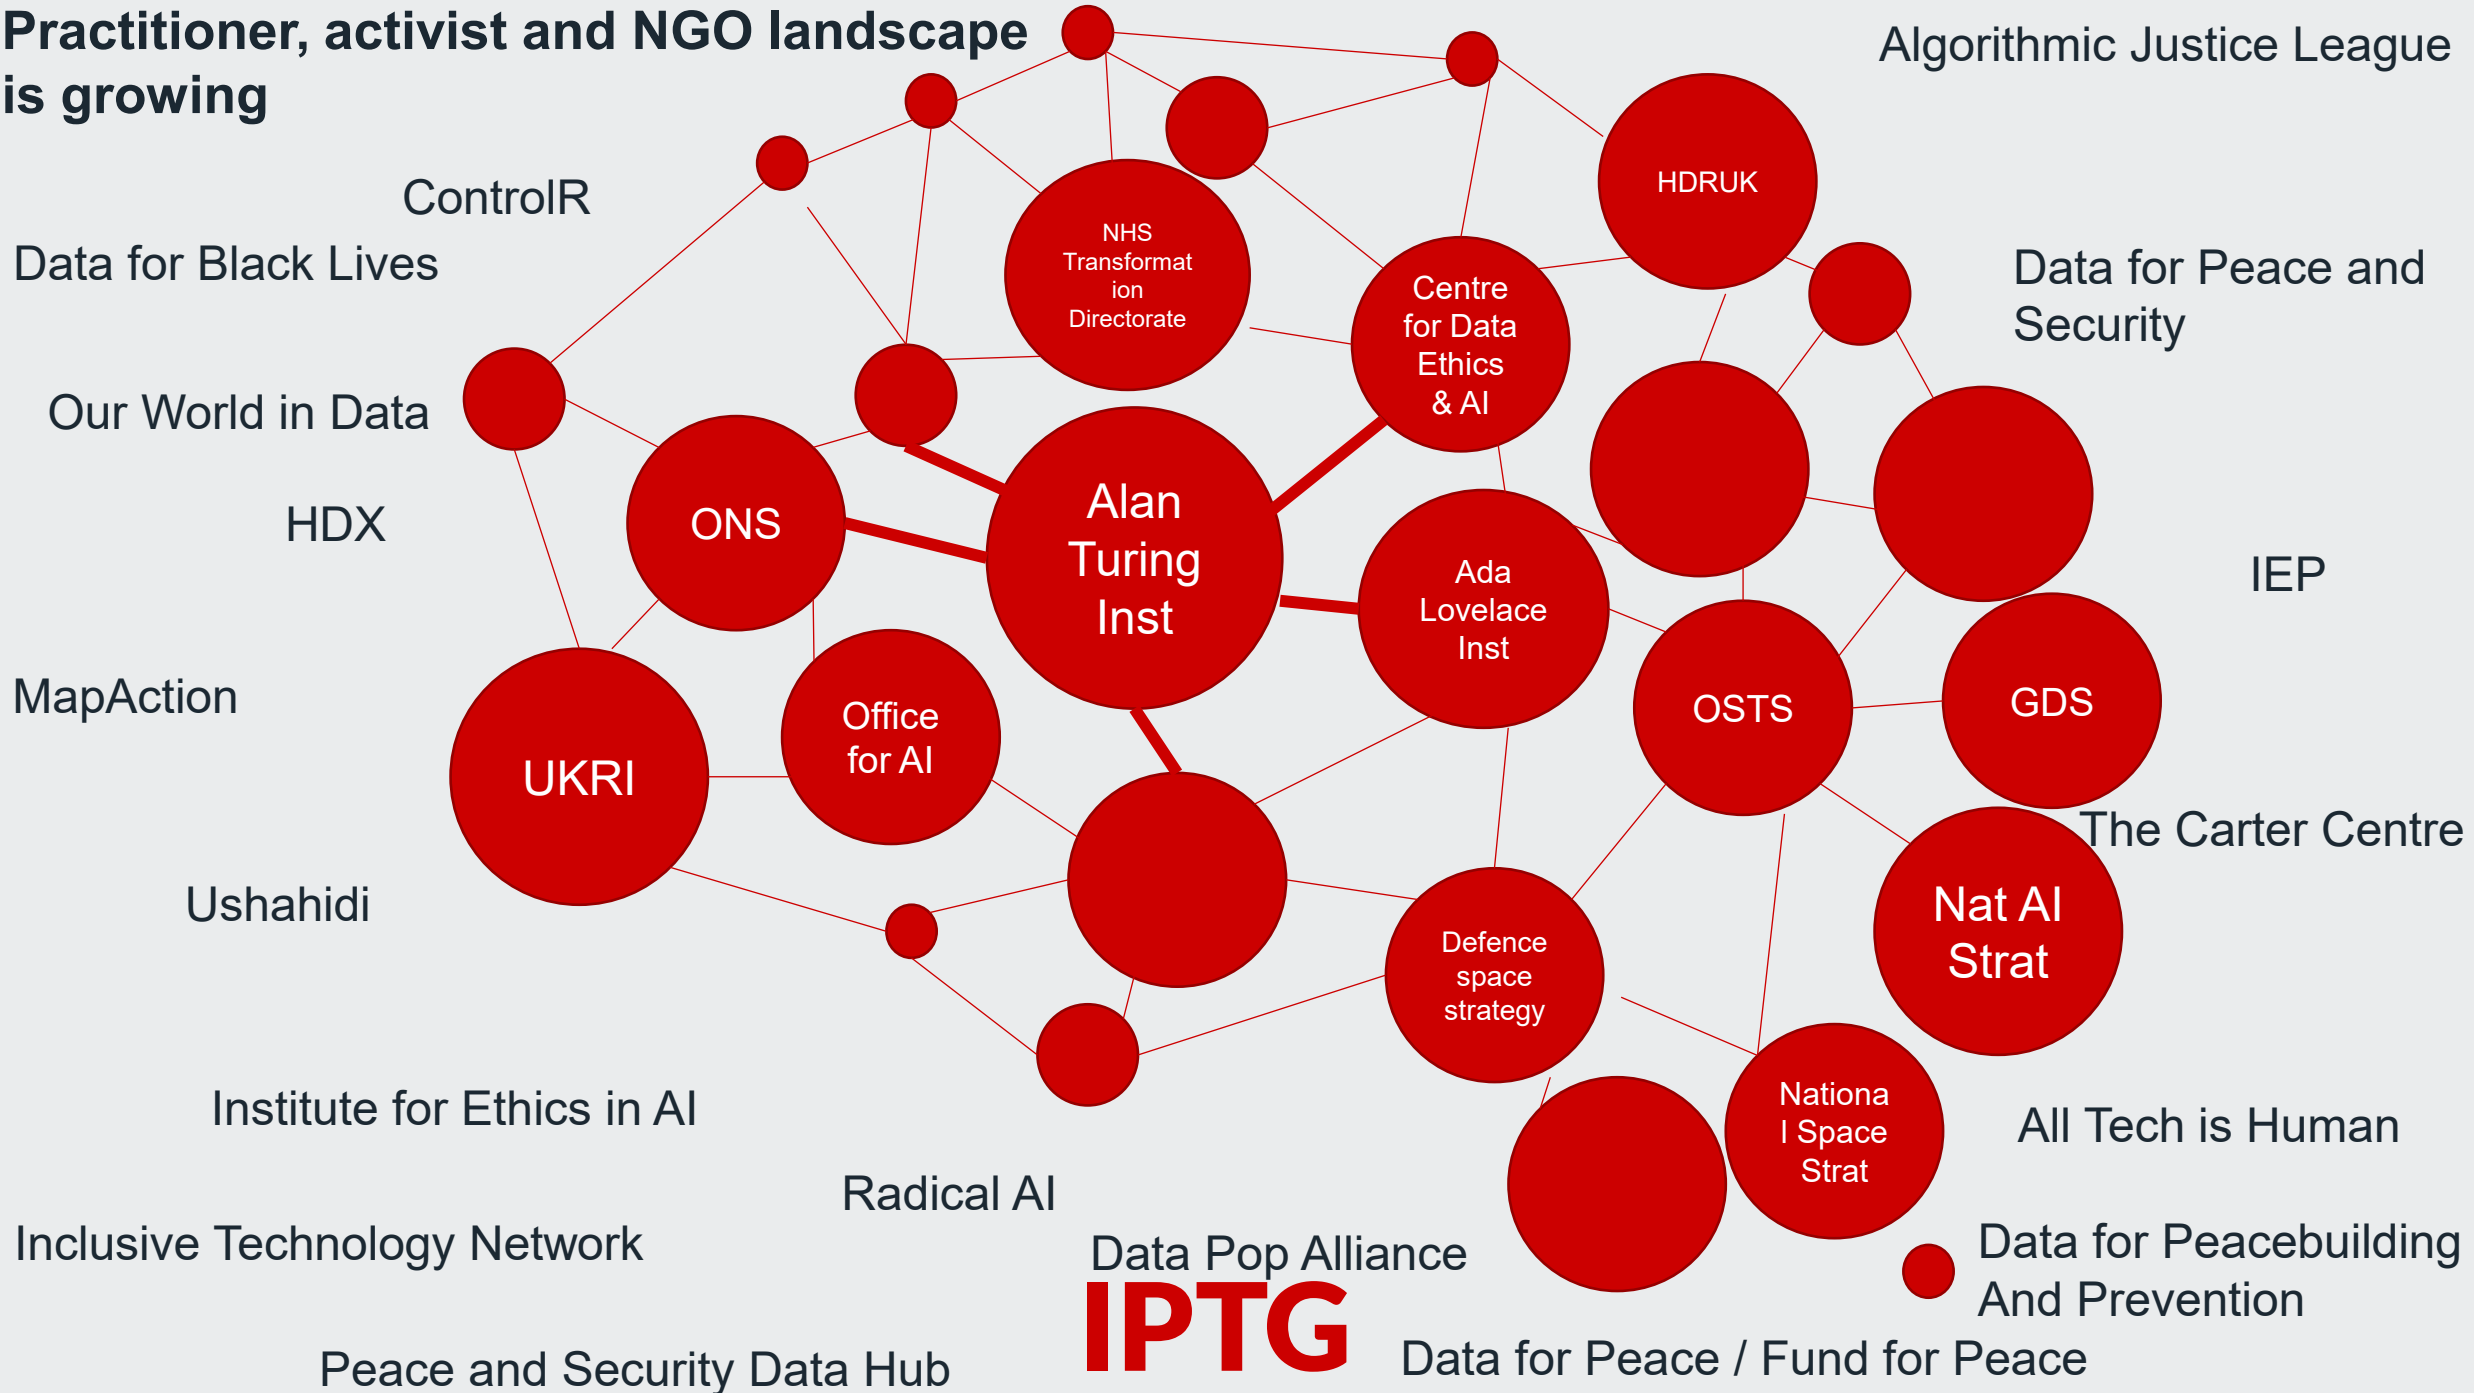 Practitioner, activist and NGO landscape
is growing
Algorithmic Justice League
ControlR
HDRUK
NHS
Transformat
ion
Directorate
Data for Black Lives
Data for Peace and
Security
Centre
for Data
Ethics
& AI
Our World in Data
HDX
ONS
Alan
Turing
Inst
Ada
Lovelace
Inst
IEP
MapAction
Office
for AI
OSTS
GDS
UKRI
The Carter Centre
Ushahidi
Nat AI
Strat
Defence
space
strategy
Institute for Ethics in AI
Nationa
l Space
Strat
All Tech is Human
Radical AI
Inclusive Technology Network
Data Pop Alliance
Data for Peacebuilding
And Prevention
IPTG
Peace and Security Data Hub
Data for Peace / Fund for Peace